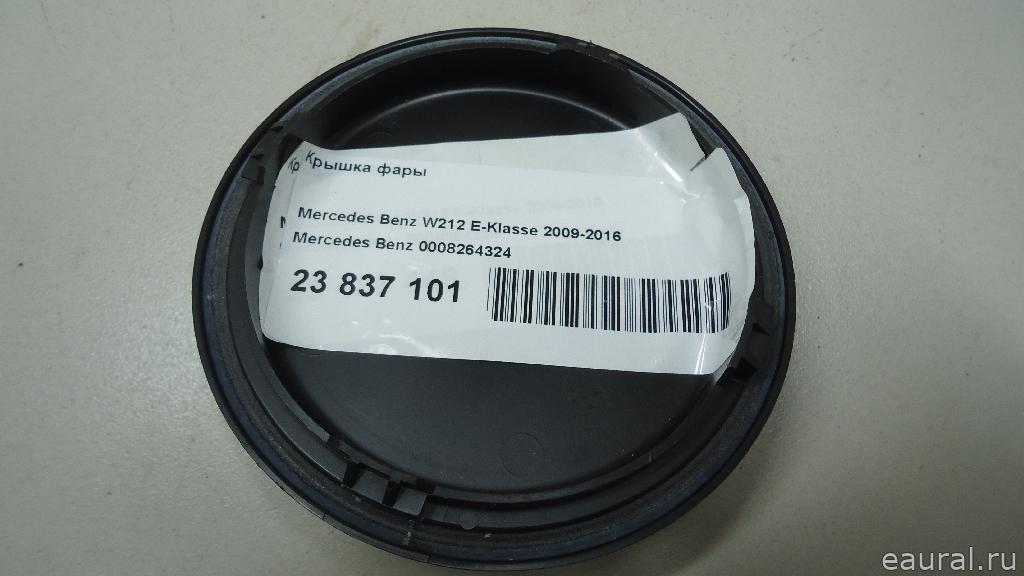 Крышка фары
Mercedes Benz W212 E-Klasse 2009-2016
Mercedes Benz 0008264324
23 837 101
eaural.ru